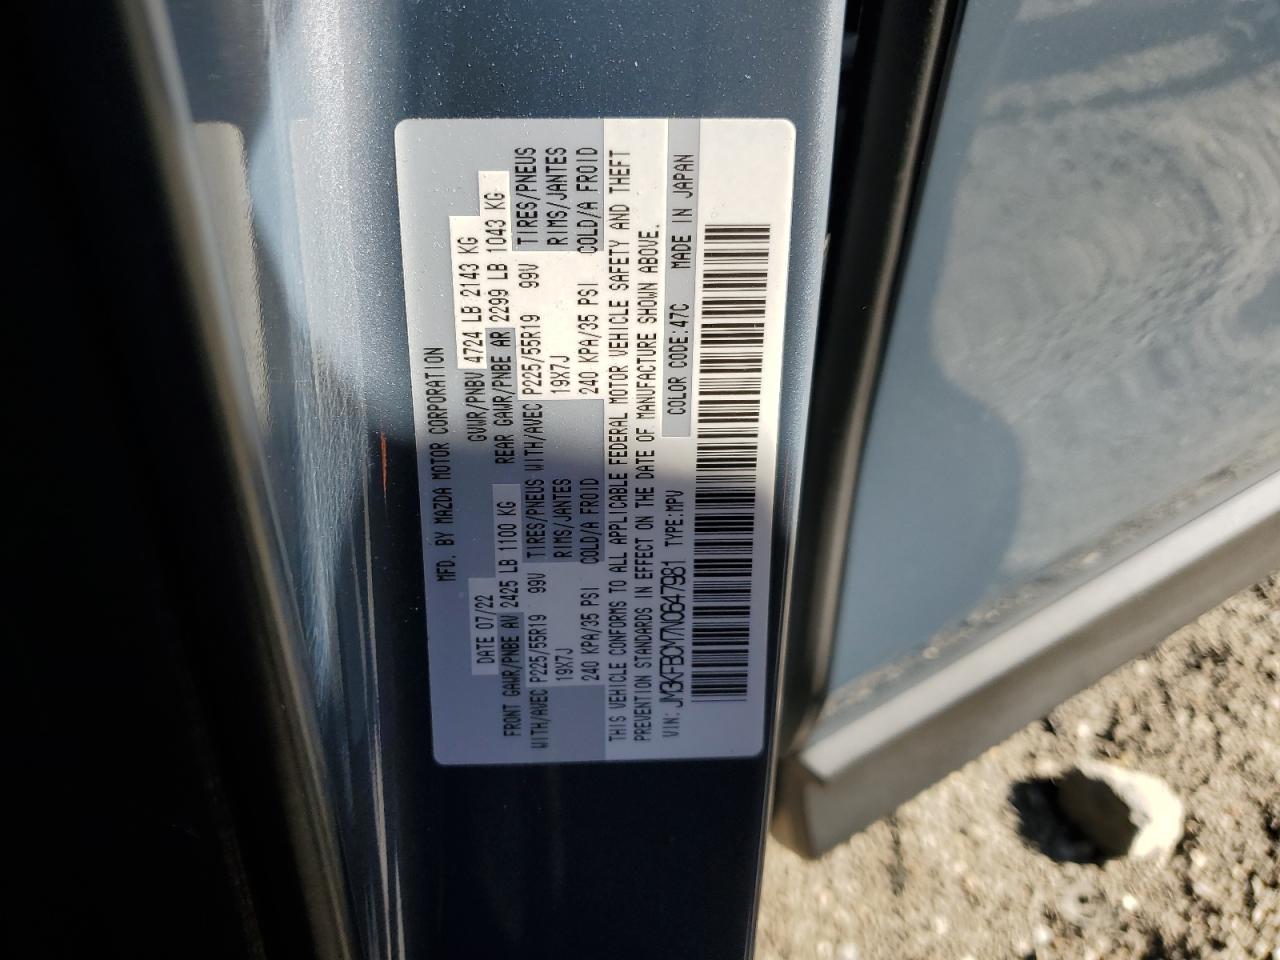 MFD. BY MAZDA MOTOR CORPORATION
DATE 07/22 GVWR/PNBV 4724 LB 2143 KG
FRONT GAWR/PNBE AV 2425 LB 1100 KG REAR GAWR/PNBE AR 2299 LB 1043 KG
WITH/AVEC P225/55R19 99V TIRES/PNEUS WITH/AVEC P225/55R19 99V TIRES/PNEUS
19X7J RIMS/JANTES 19X7J RIMS/JANTES
240 KPA/35 PSI COLD/A FROID 240 KPA/35 PSI COLD/A FROID
THIS VEHICLE CONFORMS TO ALL APPLICABLE FEDERAL MOTOR VEHICLE SAFETY AND THEFT
PREVENTION STANDARDS IN EFFECT ON THE DATE OF MANUFACTURE SHOWN ABOVE.
VIN: JM3KFBCM7N0647981 TYPE:MPV COLOR CODE:47C MADE IN JAPAN